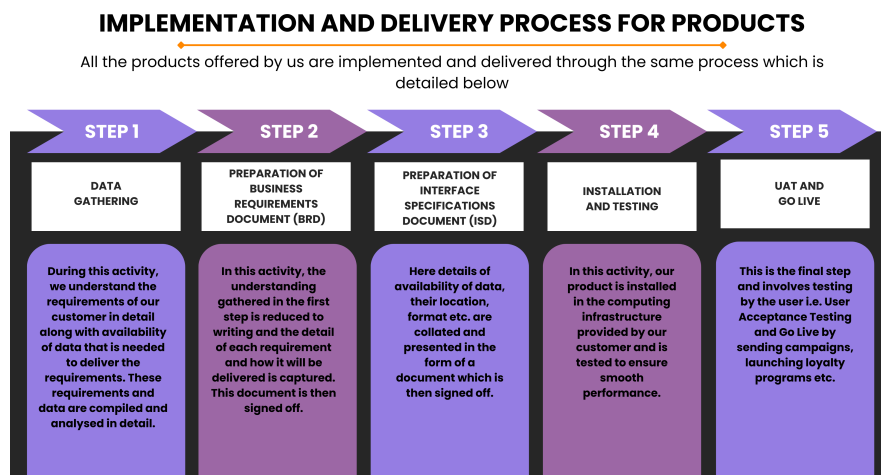 IMPLEMENTATION AND DELIVERY PROCESS FOR PRODUCTS
All the products offered by us are implemented and delivered through the same process which is
detailed below
STEP 1
DATA
GATHERING
During this activity,
we understand the
requirements of our
customer in detail
along with availability
of data that is needed
to deliver the
requirements. These
requirements and
data are compiled and
analysed in detail.
STEP 2
PREPARATION OF
BUSINESS
REQUIREMENTS
DOCUMENT (BRD)
In this activity, the
understanding
gathered in the first
step is reduced to
writing and the detail
of each requirement
and how it will be
delivered is captured.
This document is then
signed off.
STEP 3
PREPARATION OF
INTERFACE
SPECIFICATIONS
DOCUMENT (ISD)
Here details of
availability of data,
their location,
format etc. are
collated and
presented in the
form of a
document which is
then signed off.
STEP 4
INSTALLATION
AND TESTING
In this activity, our
product is installed
in the computing
infrastructure
provided by our
customer and is
tested to ensure
smooth
performance.
STEP 5
UAT AND
GO LIVE
This is the final step
and involves testing
by the user i.e. User
Acceptance Testing
and Go Live by
sending campaigns,
launching loyalty
programs etc.